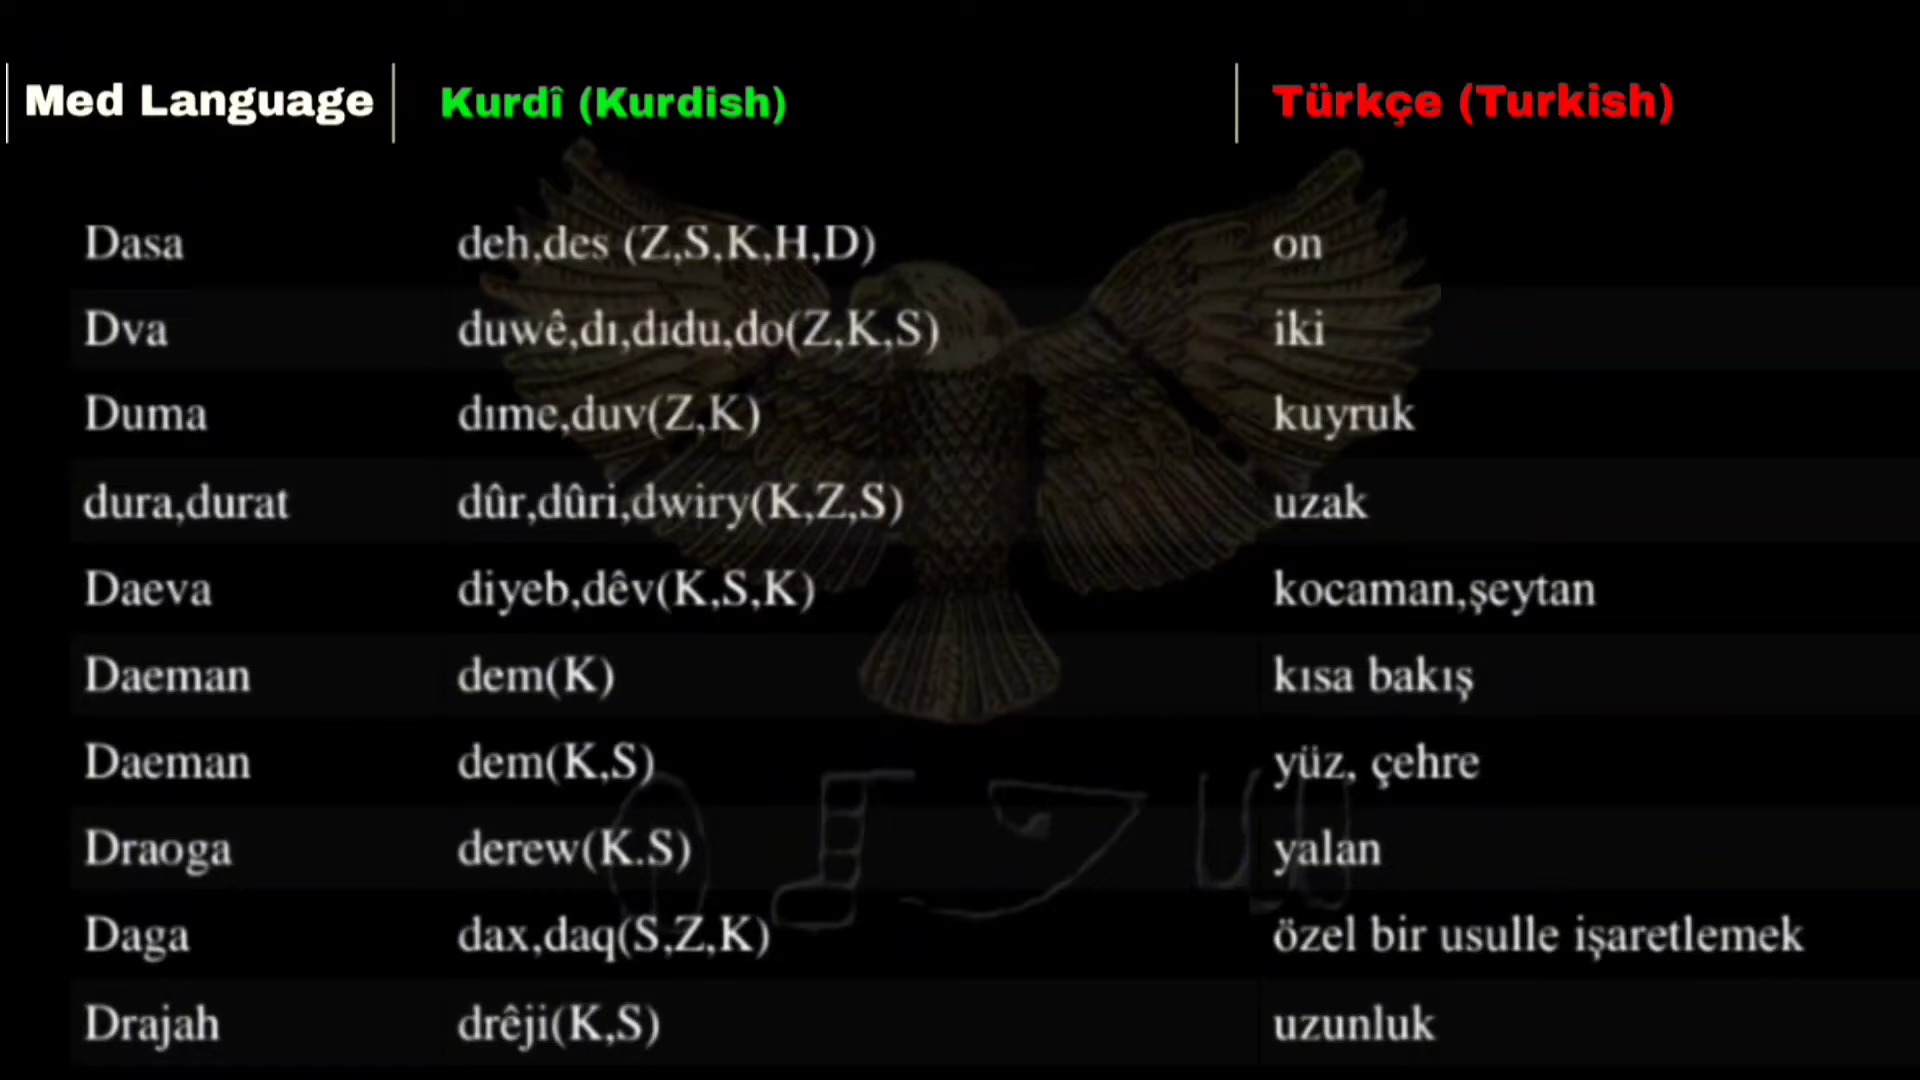 Med Language Kurdî (Kurdish) Türkçe (Turkish)
Dasa deh,des (Z,S,K,H,D) on
Dva duwê,dı,dıdu,do(Z,K,S) iki
Duma dıme,duv(Z,K) kuyruk
dura,durat dûr,dûri,dwiry(K,Z,S) uzak
Daeva diyeb,dêv(K,S,K) kocaman,şeytan
Daeman dem(K) kısa bakış
Daeman dem(K,S) yüz, çehre
Draoga derew(K.S) yalan
Daga dax,daq(S,Z,K) özel bir usulle işaretlemek
Drajah drêji(K,S) uzunluk